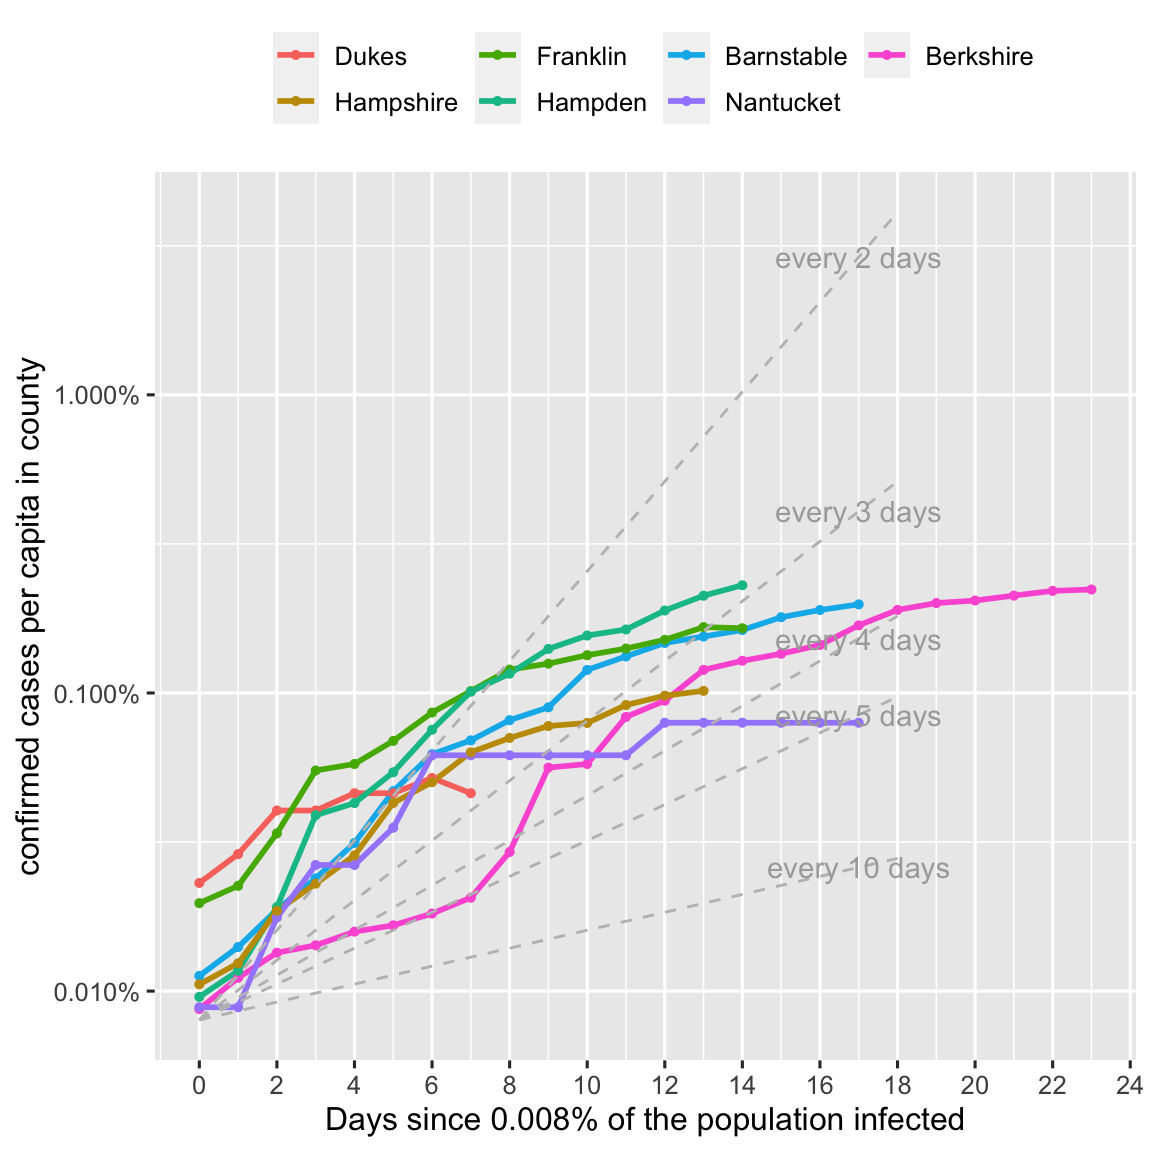 Dukes Franklin Barnstable Berkshire
Hampshire Hampden Nantucket
every 2 days
1.000%
every 3 days
every 4 days
0.100%
every 5 days
every 10 days
0.010%
confirmed cases per capita in county
0 2 4 6 8 10 12 14 16 18 20 22 24
Days since 0.008% of the population infected